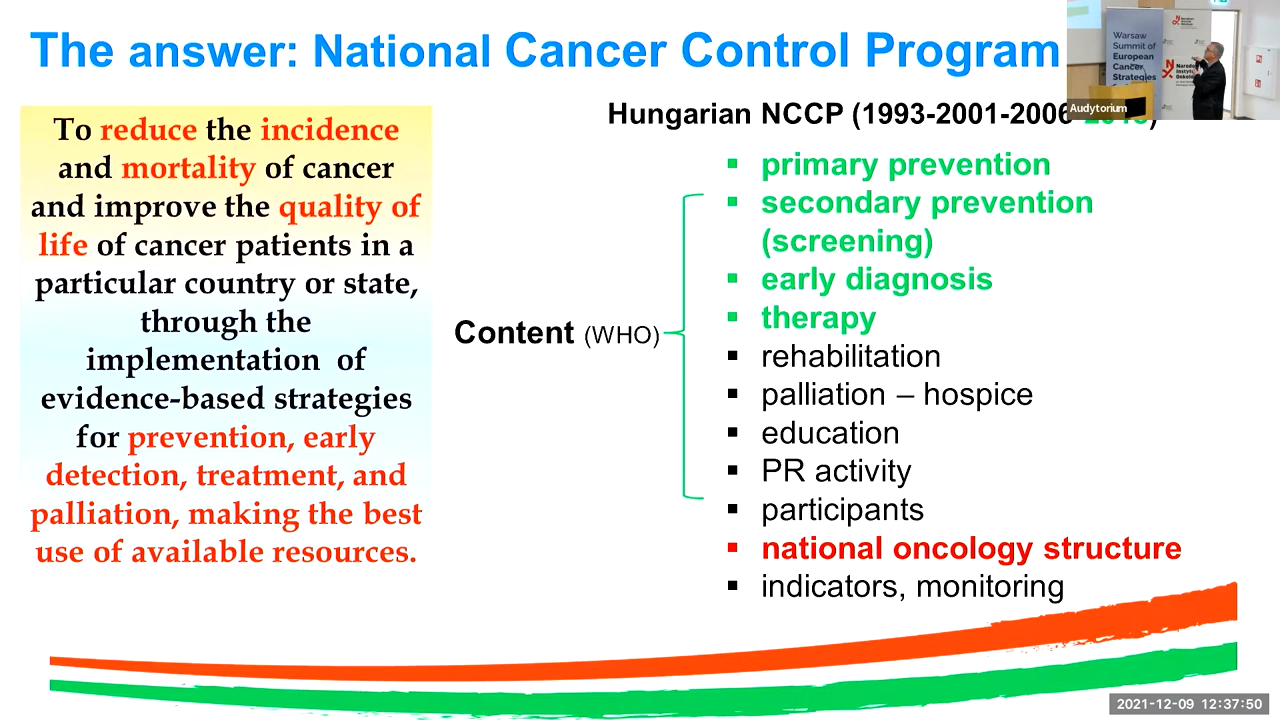 The answer: National Cancer Control Program
To reduce the incidence
and mortality of cancer
and improve the quality of
life of cancer patients in a
particular country or state,
through the
implementation of
evidence-based strategies
for prevention, early
detection, treatment, and
palliation, making the best
use of available resources.
Hungarian NCCP (1993-2001-2006-
Content (WHO)
▪ primary prevention
▪ secondary prevention
(screening)
▪ early diagnosis
▪ therapy
▪ rehabilitation
▪ palliation – hospice
▪ education
▪ PR activity
▪ participants
▪ national oncology structure
▪ indicators, monitoring
Warsaw
Summit of
European
Cancer
Strategies
Audytorium
2021-12-09 12:37:50